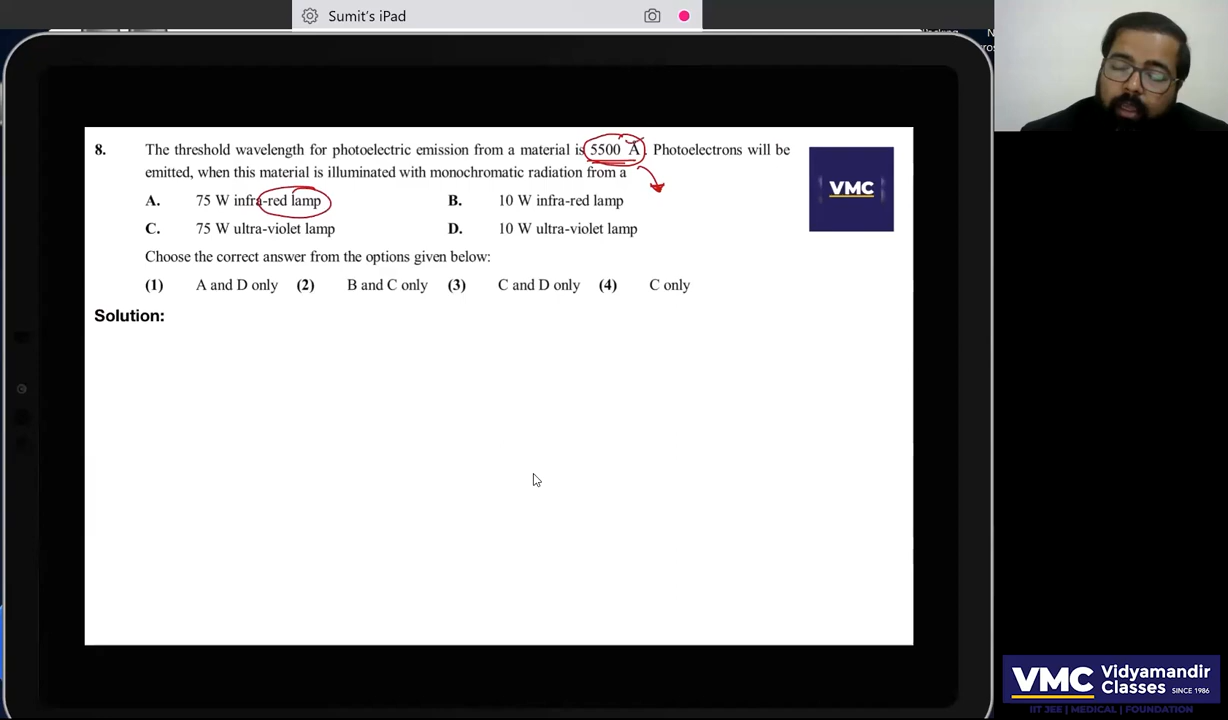 Sumit's iPad
8. The threshold wavelength for photoelectric emission from a material is 5500 Å. Photoelectrons will be
emitted, when this material is illuminated with monochromatic radiation from a
A. 75 W infra-red lamp B. 10 W infra-red lamp
C. 75 W ultra-violet lamp D. 10 W ultra-violet lamp
Choose the correct answer from the options given below:
(1) A and D only (2) B and C only (3) C and D only (4) C only
Solution:
VMC
VMC Vidyamandir
Classes SINCE 1986
IIT JEE | MEDICAL | FOUNDATION